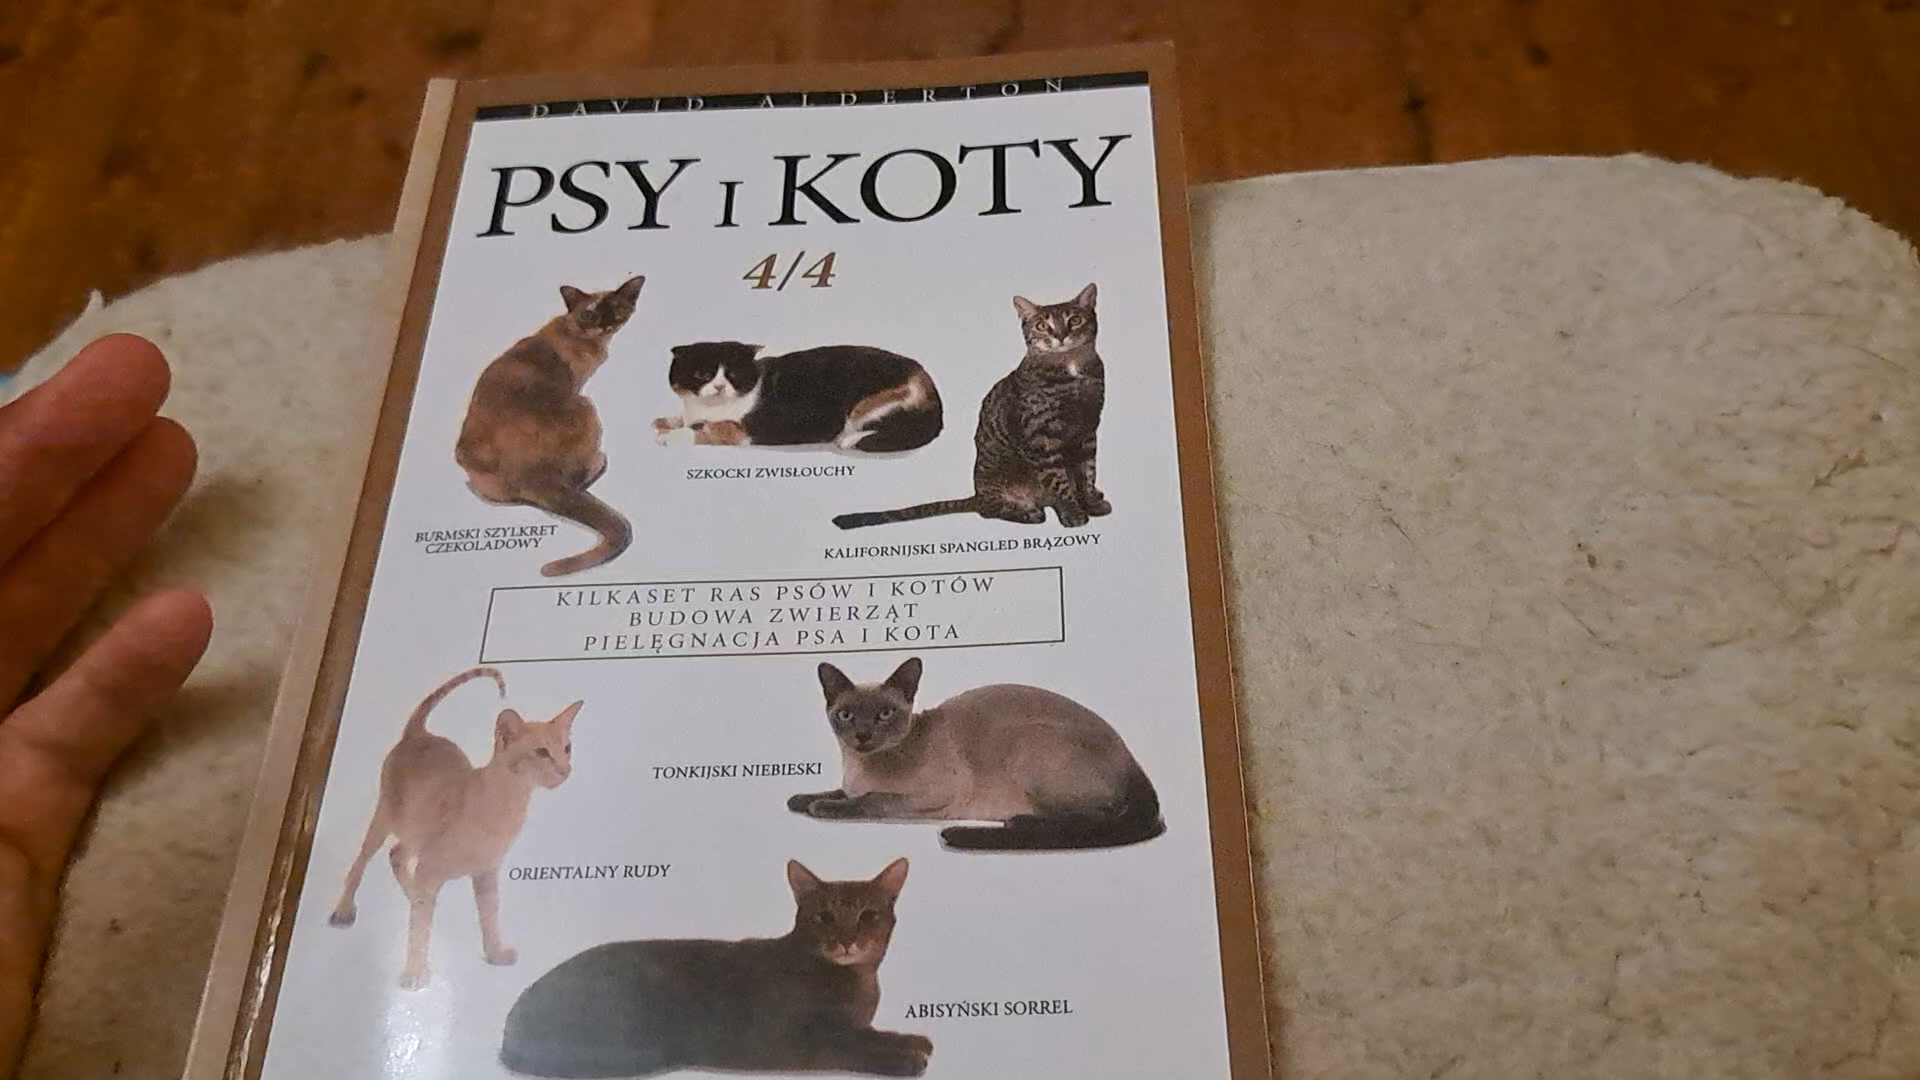 DAVID ALDERTON
PSY I KOTY
4/4
SZKOCKI ZWISŁOUCHY
BURMSKI SZYLKRET
CZEKOLADOWY
KALIFORNIJSKI SPANGLED BRĄZOWY
KILKASET RAS PSÓW I KOTÓW
BUDOWA ZWIERZĄT
PIELĘGNACJA PSA I KOTA
TONKIJSKI NIEBIESKI
ORIENTALNY RUDY
ABISYŃSKI SORREL